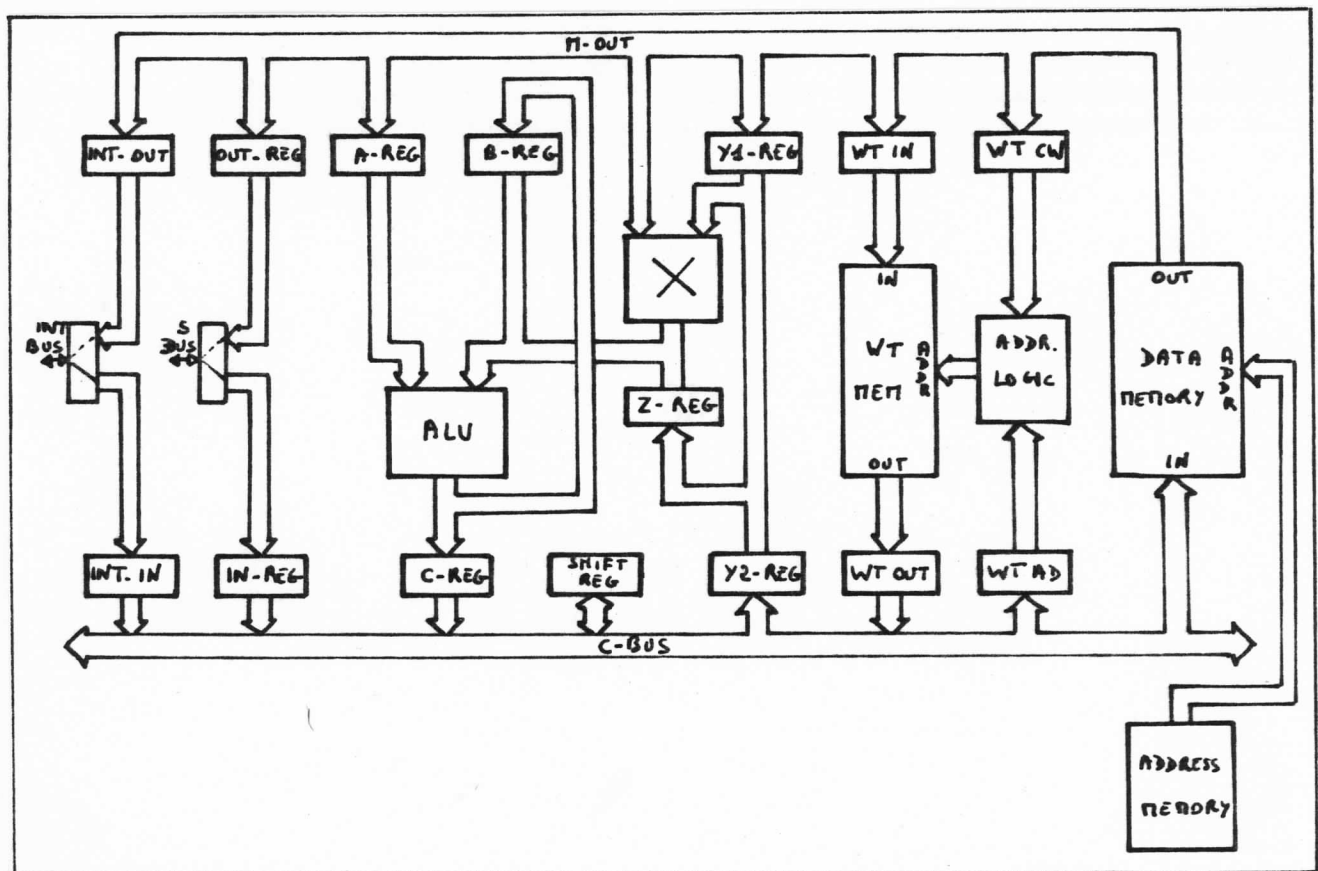 M-OUT
INT-OUT
OUT-REG
A-REG
B-REG
Y1-REG
WT IN
WT CW
INT
BUS
S
BUS
X
ALU
Z-REG
IN
WT
MEM
ADDR
OUT
ADDR.
LOGIC
OUT
DATA
MEMORY
ADDR
IN
INT. IN
IN-REG
C-REG
SHIFT
REG
Y2-REG
WT OUT
WT AD
C-BUS
ADDRESS
MEMORY